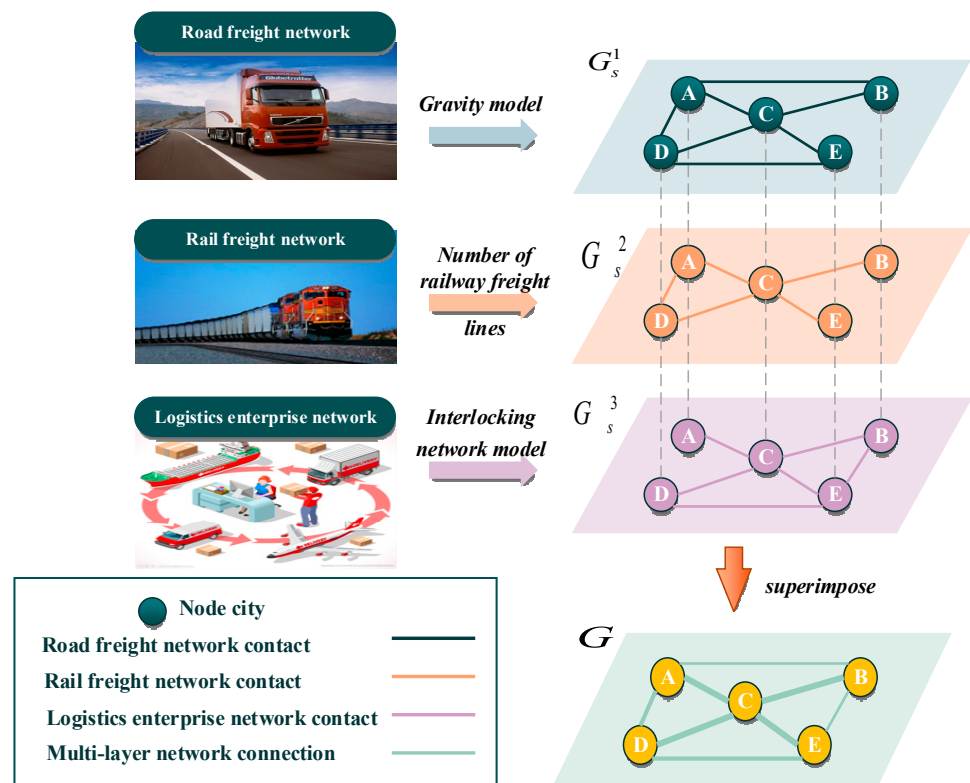 Road freight network
Globetrotter
VOLVO
Gravity model
G_s^1
A
B
C
D
E
Rail freight network
Number of
railway freight
lines
G_s^2
A
B
C
D
E
Logistics enterprise network
Interlocking
network model
G_s^3
A
B
C
D
E
superimpose
Node city
Road freight network contact
Rail freight network contact
Logistics enterprise network contact
Multi-layer network connection
G
A
B
C
D
E